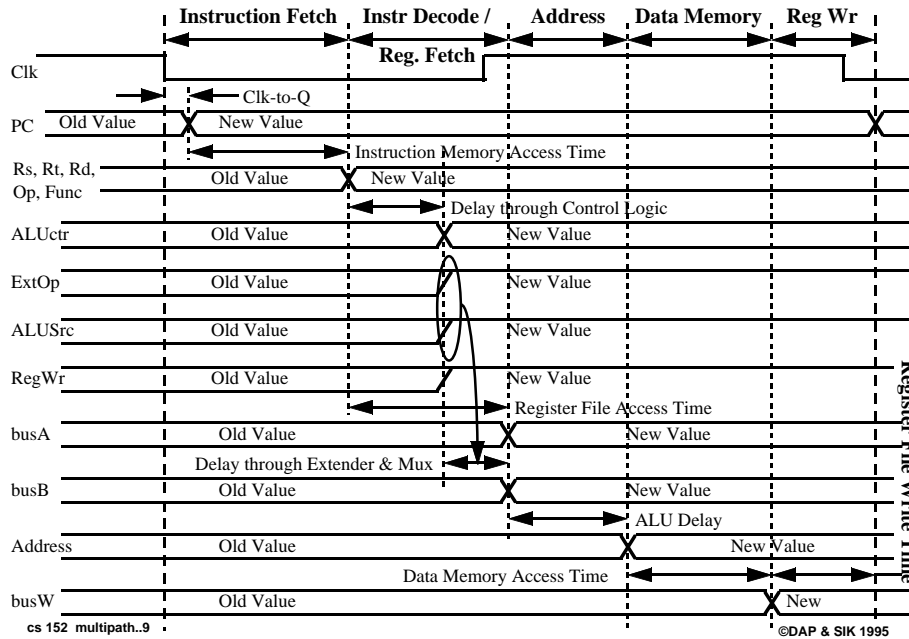 Instruction Fetch Instr Decode / Address Data Memory Reg Wr
Reg. Fetch
Clk
Clk-to-Q
PC Old Value New Value
Instruction Memory Access Time
Rs, Rt, Rd,
Op, Func
Old Value New Value
Delay through Control Logic
ALUctr Old Value New Value
ExtOp Old Value New Value
ALUSrc Old Value New Value
RegWr Old Value New Value
Register File Access Time
busA Old Value New Value
Delay through Extender & Mux
busB Old Value New Value
ALU Delay
Address Old Value New Value
Data Memory Access Time
busW Old Value New
Register File Write Time
cs 152 multipath..9
©DAP & SIK 1995